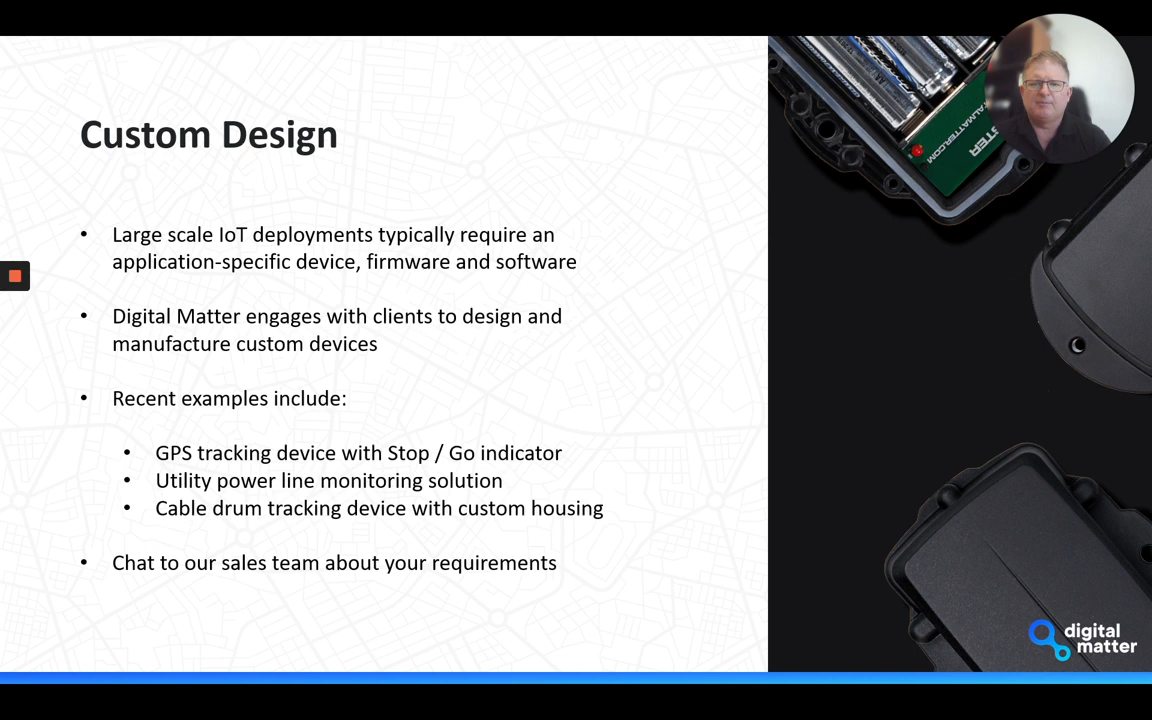 Custom Design
• Large scale IoT deployments typically require an
application-specific device, firmware and software
• Digital Matter engages with clients to design and
manufacture custom devices
• Recent examples include:
• GPS tracking device with Stop / Go indicator
• Utility power line monitoring solution
• Cable drum tracking device with custom housing
• Chat to our sales team about your requirements
digital
matter